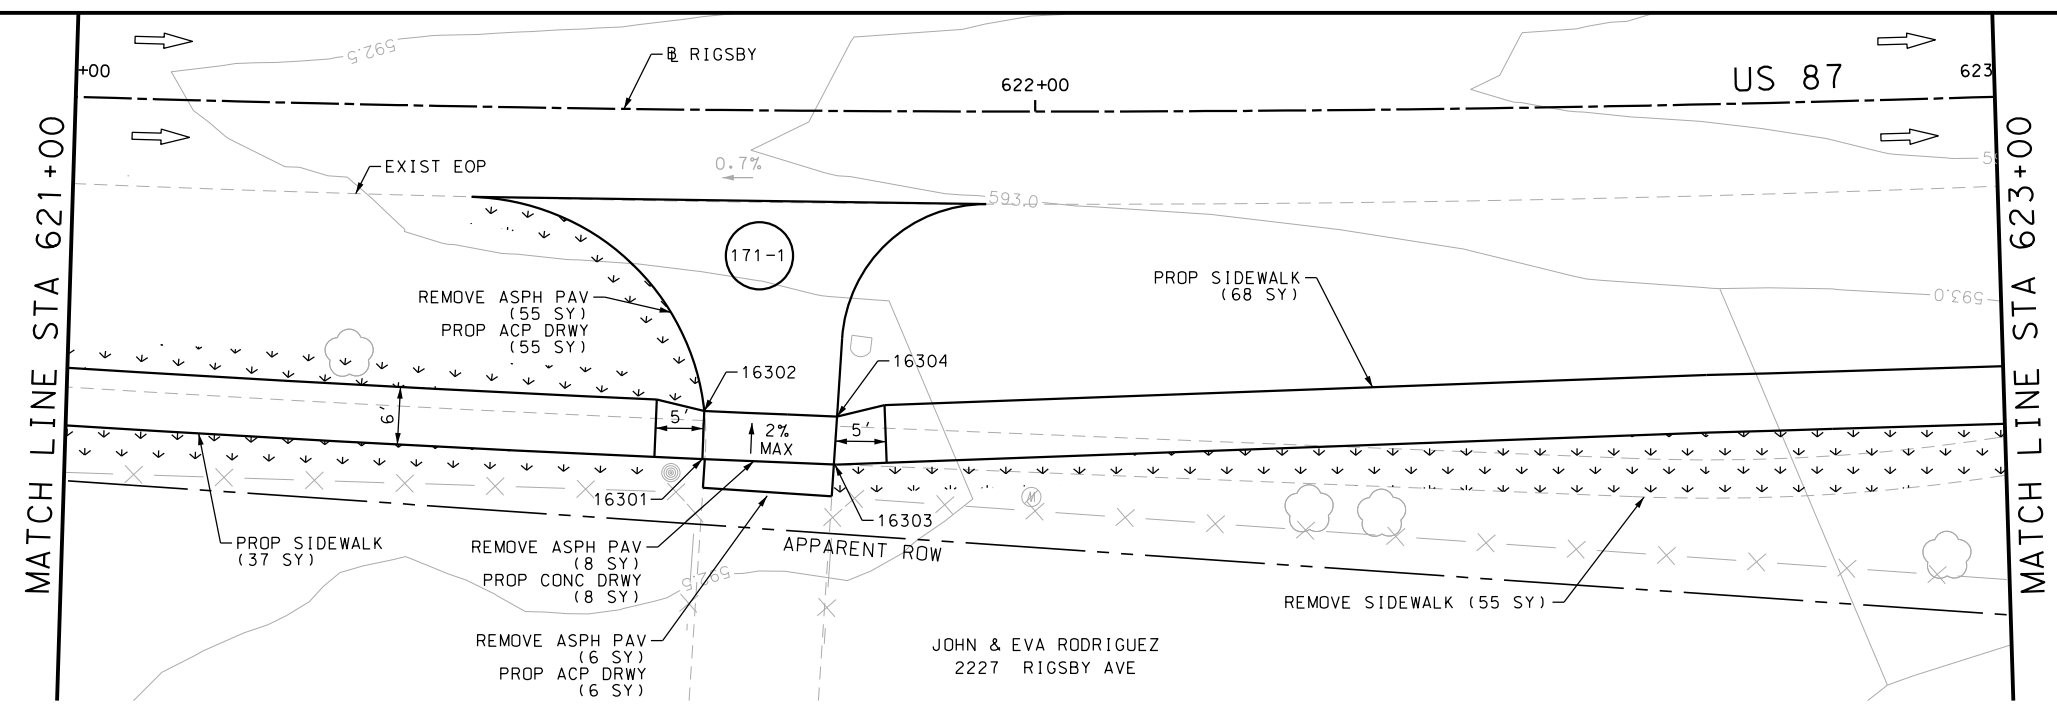 592.5
℄ RIGSBY
+00
622+00
US 87
623
EXIST EOP
0.7%
593.0
171-1
MATCH LINE STA 621+00
MATCH LINE STA 623+00
REMOVE ASPH PAV
(55 SY)
PROP ACP DRWY
(55 SY)
PROP SIDEWALK
(68 SY)
593.0
16302
16304
6'
5'
2%
MAX
5'
16301
16303
PROP SIDEWALK
(37 SY)
REMOVE ASPH PAV
(8 SY)
PROP CONC DRWY
(8 SY)
APPARENT ROW
592.5
REMOVE SIDEWALK (55 SY)
REMOVE ASPH PAV
(6 SY)
PROP ACP DRWY
(6 SY)
JOHN & EVA RODRIGUEZ
2227 RIGSBY AVE
M